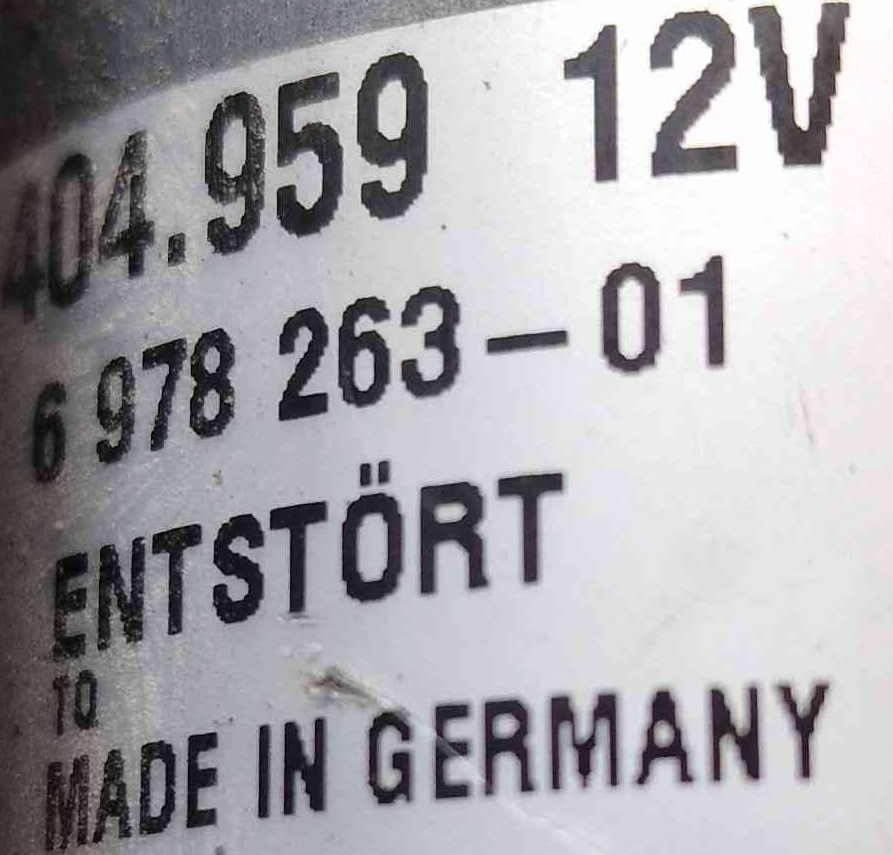 404.959 12V
6 978 263-01
ENTSTÖRT
TO
MADE IN GERMANY